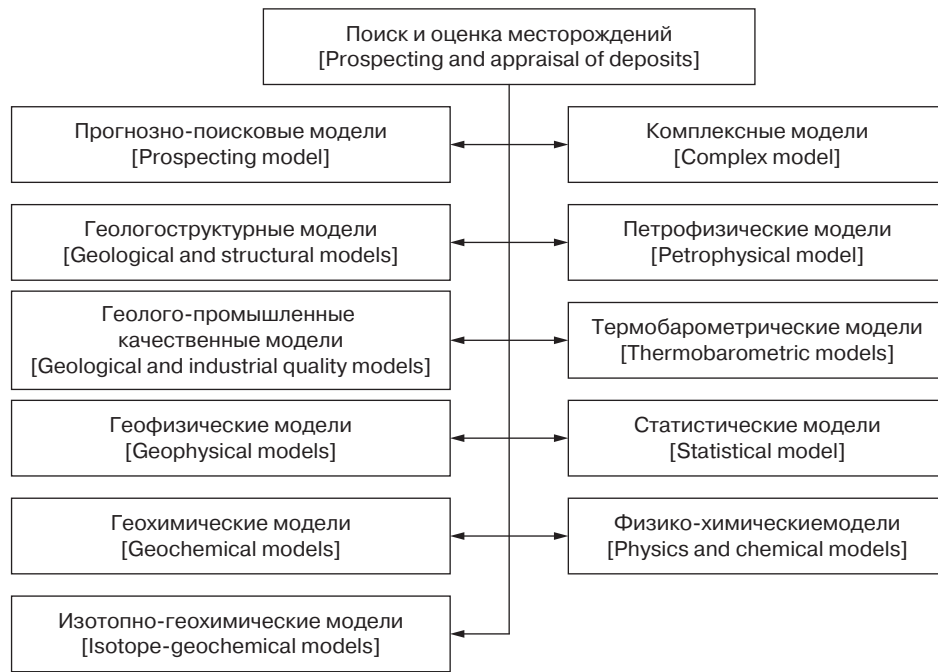 Поиск и оценка месторождений
[Prospecting and appraisal of deposits]
Прогнозно-поисковые модели
[Prospecting model]
Комплексные модели
[Complex model]
Геологоструктурные модели
[Geological and structural models]
Петрофизические модели
[Petrophysical model]
Геолого-промышленные
качественные модели
[Geological and industrial quality models]
Термобарометрические модели
[Thermobarometric models]
Геофизические модели
[Geophysical models]
Статистические модели
[Statistical model]
Геохимические модели
[Geochemical models]
Физико-химическиемодели
[Physics and chemical models]
Изотопно-геохимические модели
[Isotope-geochemical models]